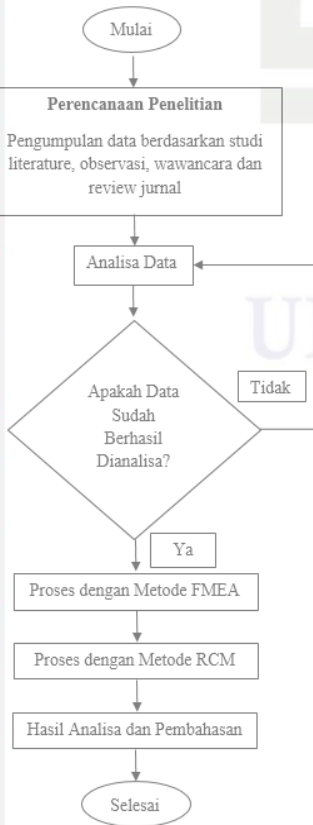 Mulai
Perencanaan Penelitian
Pengumpulan data berdasarkan studi
literature, observasi, wawancara dan
review jurnal
Analisa Data
Apakah Data
Sudah
Berhasil
Dianalisa?
Tidak
Ya
Proses dengan Metode FMEA
Proses dengan Metode RCM
Hasil Analisa dan Pembahasan
Selesai